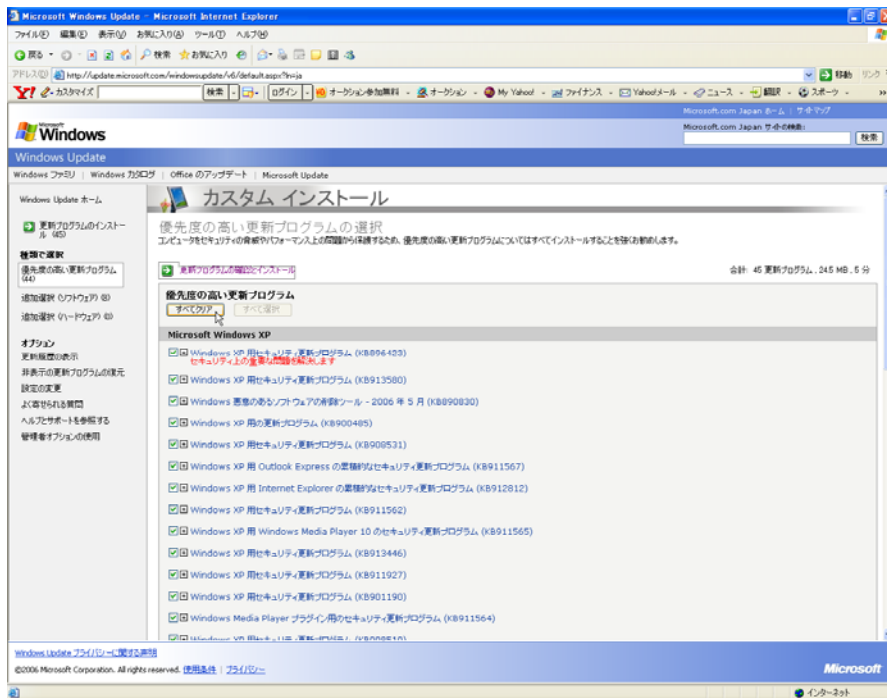 Microsoft Windows Update - Microsoft Internet Explorer
ファイル(F) 編集(E) 表示(V) お気に入り(A) ツール(T) ヘルプ(H)
戻る 検索 お気に入り
アドレス(D) http://update.microsoft.com/windowsupdate/v6/default.aspx?ln=ja 移動 リンク
Y! カスタマイズ 検索 ログイン オークション参加無料 オークション My Yahoo! ファイナンス Yahoo!メール ニュース 翻訳 スポーツ
Microsoft.com Japan ホーム | サイトマップ
Microsoft Windows
Microsoft.com Japan サイトの検索:
検索
Windows Update
Windows ファミリ | Windows カタログ | Office のアップデート | Microsoft Update
Windows Update ホーム
更新プログラムのインストール (45)
種類で選択
優先度の高い更新プログラム (44)
追加選択 (ソフトウェア) (8)
追加選択 (ハードウェア)
オプション
更新履歴の表示
非表示の更新プログラムの復元
設定の変更
よく寄せられる質問
ヘルプとサポートを参照する
管理者オプションの使用
カスタム インストール
優先度の高い更新プログラムの選択
コンピュータをセキュリティの脅威やパフォーマンス上の問題から保護するため、優先度の高い更新プログラムについてはすべてインストールすることを強くお勧めします。
更新プログラムの確認とインストール
合計: 45 更新プログラム , 24.5 MB , 5 分
優先度の高い更新プログラム
すべてクリア すべて選択
Microsoft Windows XP
Windows XP 用セキュリティ更新プログラム (KB896423)
セキュリティ上の重要な問題を解決します
Windows XP 用セキュリティ更新プログラム (KB913580)
Windows 悪意のあるソフトウェアの削除ツール - 2006 年 5 月 (KB890830)
Windows XP 用の更新プログラム (KB900485)
Windows XP 用セキュリティ更新プログラム (KB908531)
Windows XP 用 Outlook Express の累積的なセキュリティ更新プログラム (KB911567)
Windows XP 用 Internet Explorer の累積的なセキュリティ更新プログラム (KB912812)
Windows XP 用セキュリティ更新プログラム (KB911562)
Windows XP 用 Windows Media Player 10 のセキュリティ更新プログラム (KB911565)
Windows XP 用セキュリティ更新プログラム (KB913446)
Windows XP 用セキュリティ更新プログラム (KB911927)
Windows XP 用セキュリティ更新プログラム (KB901190)
Windows Media Player プラグイン用のセキュリティ更新プログラム (KB911564)
Windows Update プライバシーに関する声明
©2006 Microsoft Corporation. All rights reserved. 使用条件 | プライバシー
Microsoft
インターネット